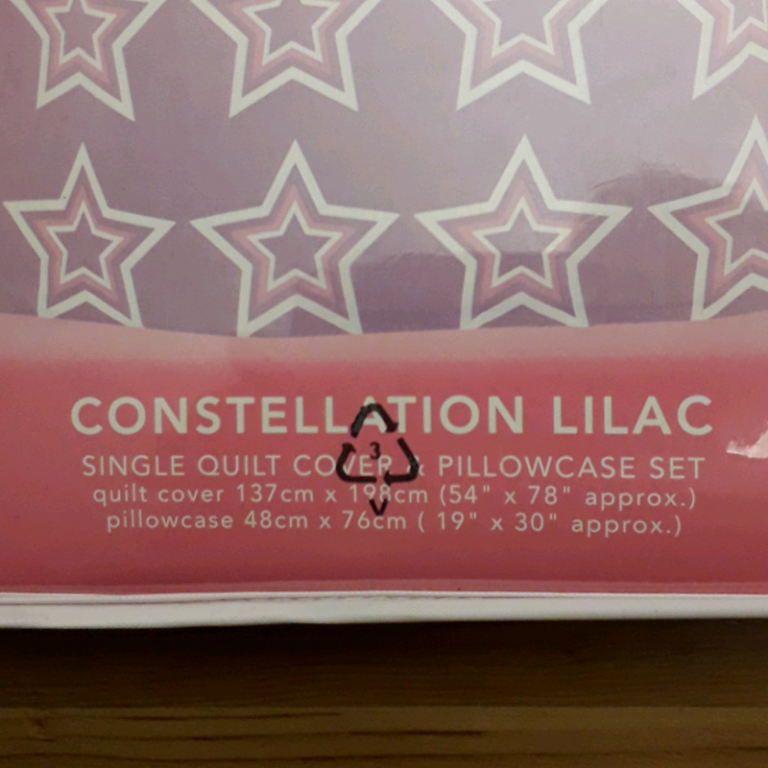 CONSTELLATION LILAC
3
SINGLE QUILT COVER & PILLOWCASE SET
quilt cover 137cm x 198cm (54" x 78" approx.)
V
pillowcase 48cm x 76cm ( 19" x 30" approx.)